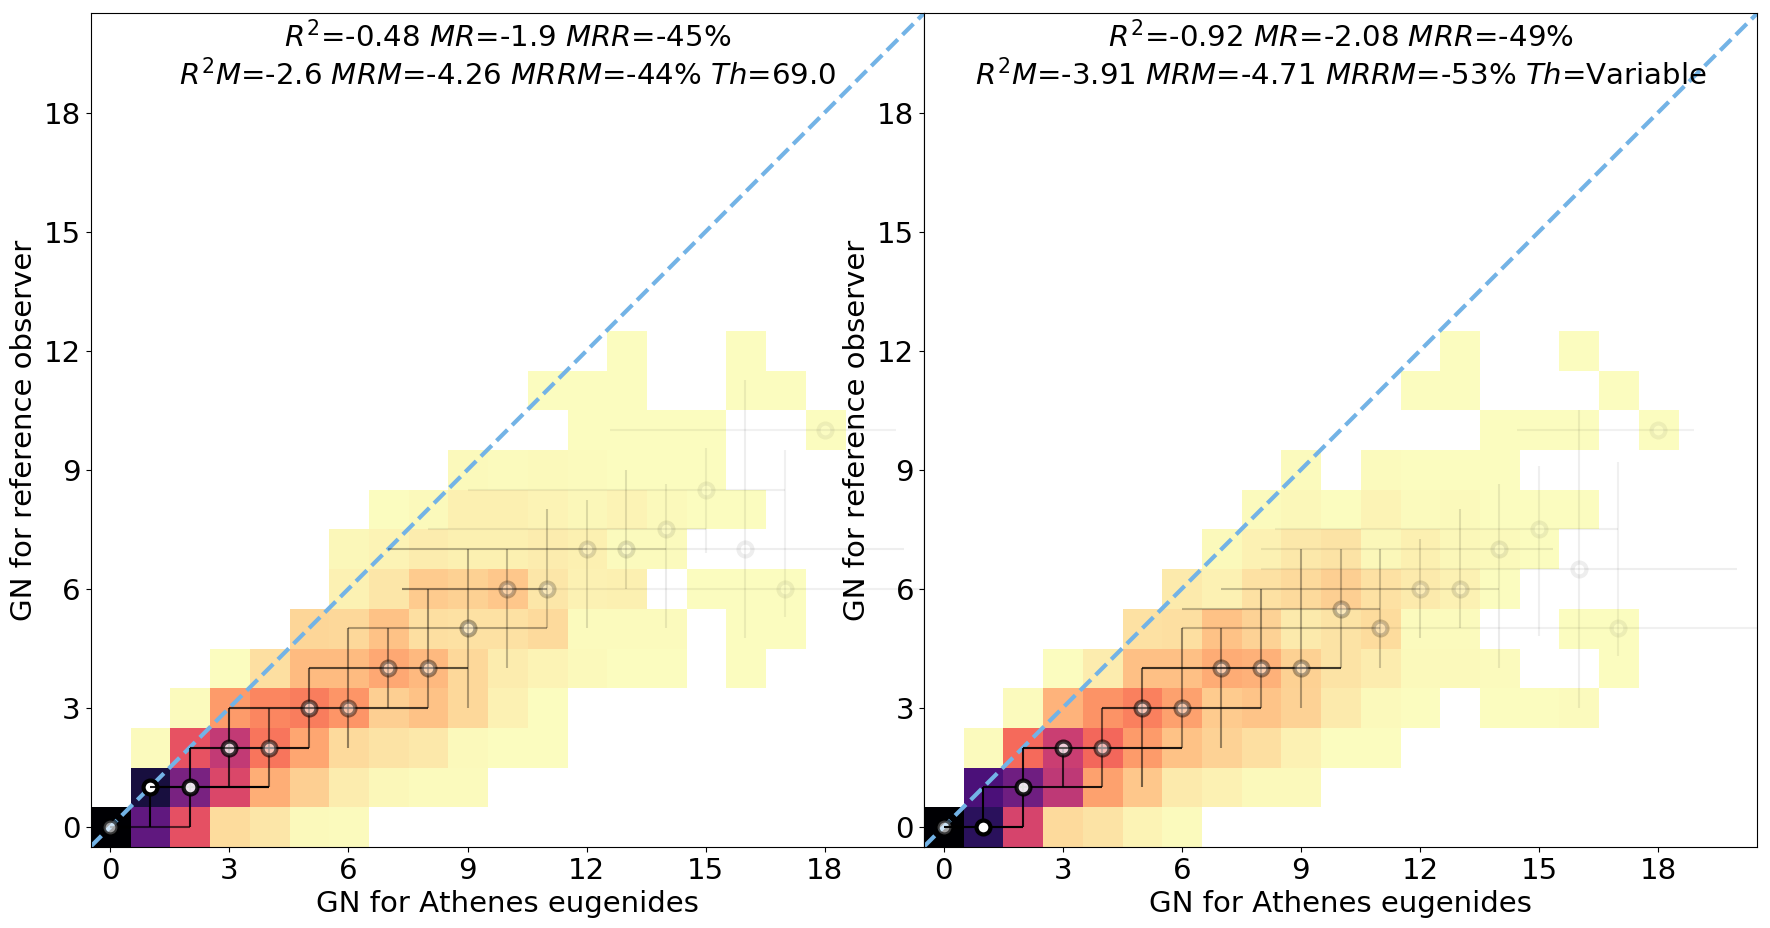 R²=-0.48 MR=-1.9 MRR=-45%
R²M=-2.6 MRM=-4.26 MRRM=-44% Th=69.0
18
15
12
9
6
3
0
GN for reference observer
0 3 6 9 12 15 18
GN for Athenes eugenides
R²=-0.92 MR=-2.08 MRR=-49%
R²M=-3.91 MRM=-4.71 MRRM=-53% Th=Variable
18
15
12
9
6
3
0
GN for reference observer
0 3 6 9 12 15 18
GN for Athenes eugenides